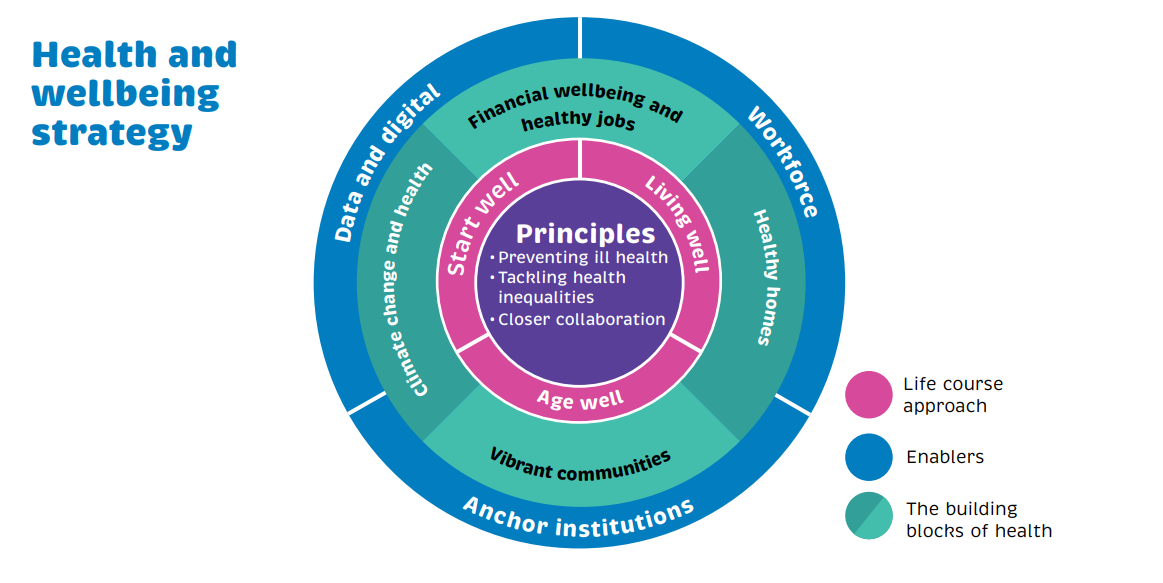 Health and
wellbeing
strategy
Data and digital
Workforce
Anchor institutions
Financial wellbeing and
healthy jobs
Climate change and health
Healthy homes
Vibrant communities
Start well
Living well
Age well
Principles
• Preventing ill health
• Tackling health
inequalities
• Closer collaboration
Life course
approach
Enablers
The building
blocks of health